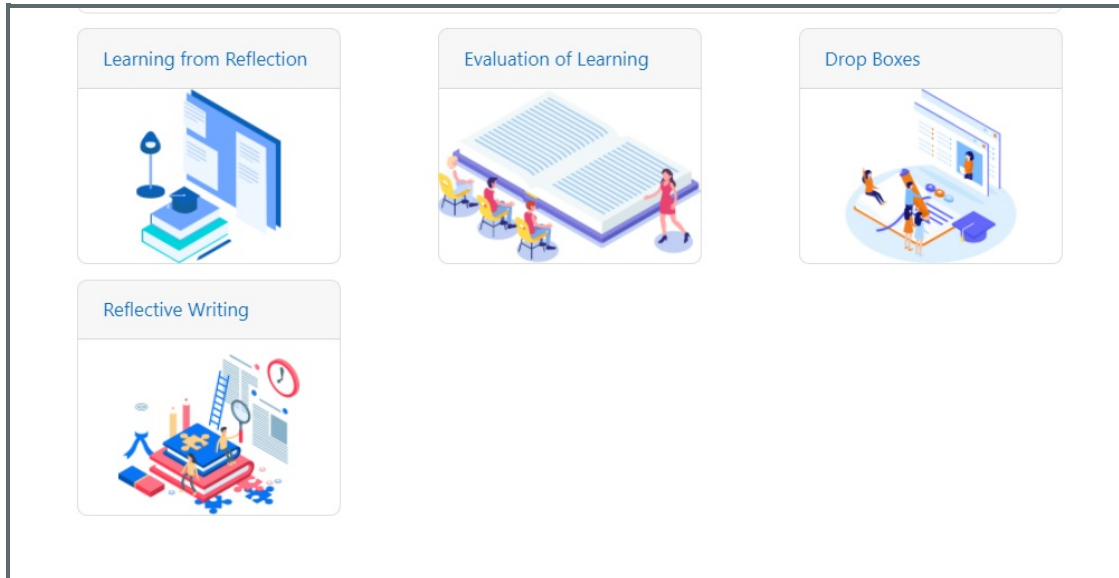 Learning from Reflection
Evaluation of Learning
Drop Boxes
Reflective Writing